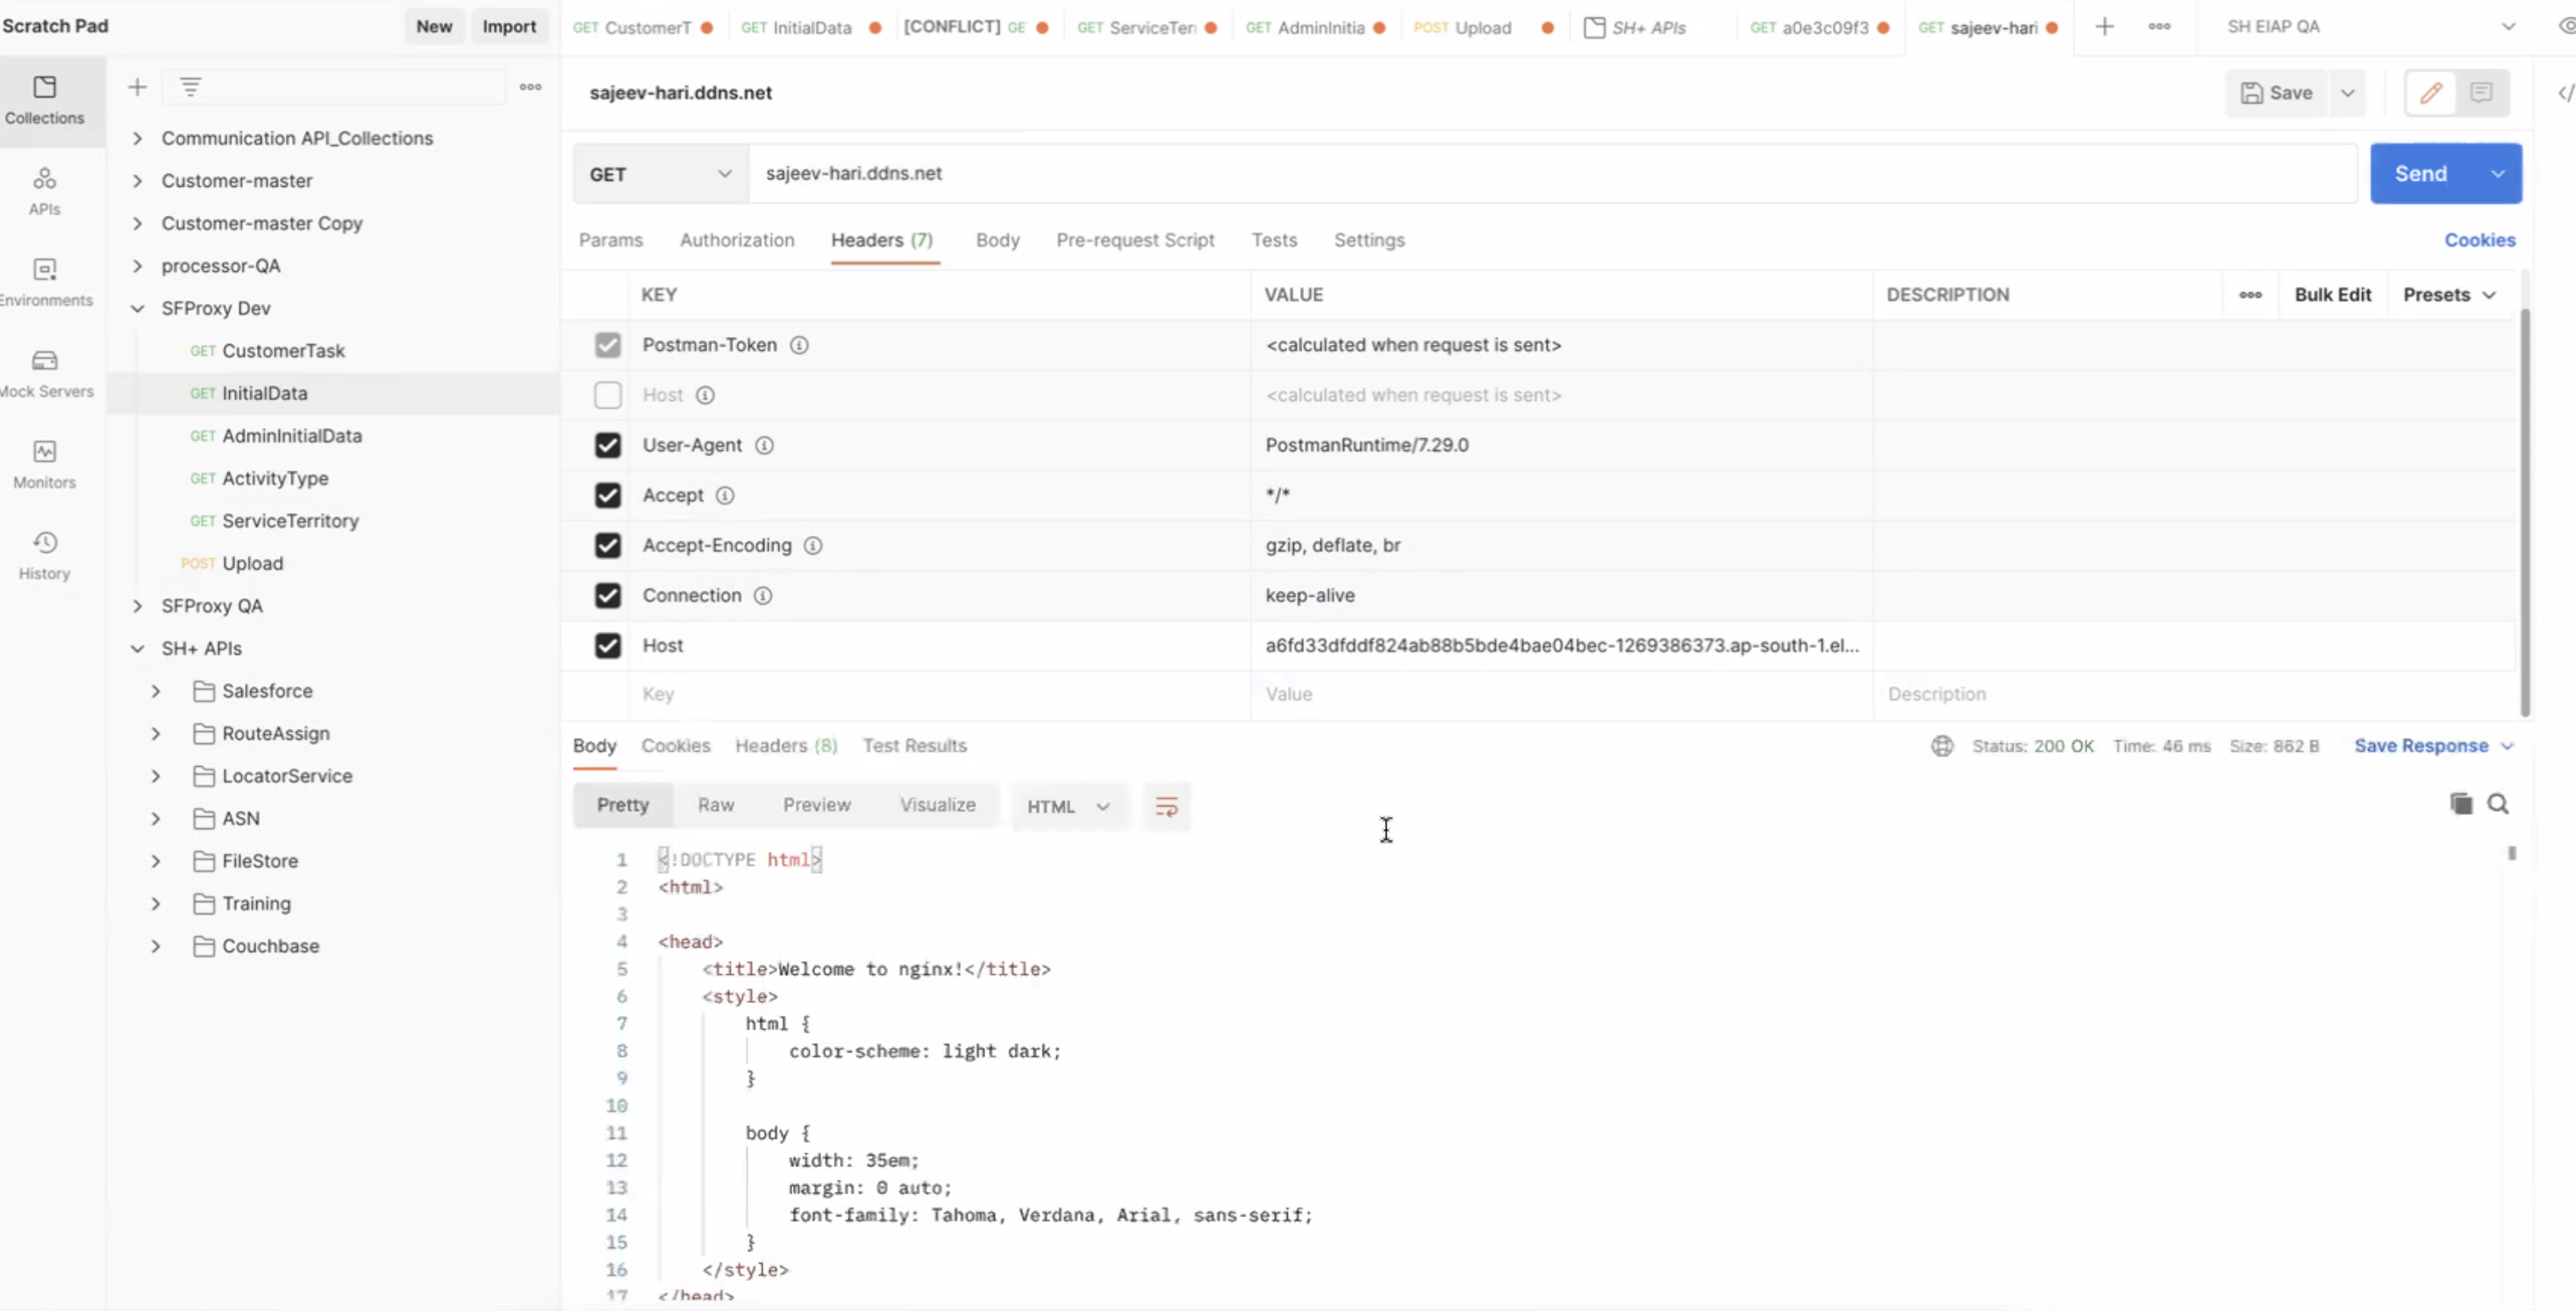 Scratch Pad
New
Import
GET CustomerT
GET InitialData
[CONFLICT] GE
GET ServiceTer
GET AdminInitia
POST Upload
SH+ APIs
GET a0e3c09f3
GET sajeev-hari
SH EIAP QA
Collections
APIs
Environments
Mock Servers
Monitors
History
Communication API_Collections
Customer-master
Customer-master Copy
processor-QA
SFProxy Dev
GET CustomerTask
GET InitialData
GET AdminInitialData
GET ActivityType
GET ServiceTerritory
POST Upload
SFProxy QA
SH+ APIs
Salesforce
RouteAssign
LocatorService
ASN
FileStore
Training
Couchbase
sajeev-hari.ddns.net
Save
GET
sajeev-hari.ddns.net
Send
Params Authorization Headers (7) Body Pre-request Script Tests Settings Cookies
KEY VALUE DESCRIPTION Bulk Edit Presets
Postman-Token <calculated when request is sent>
Host <calculated when request is sent>
User-Agent PostmanRuntime/7.29.0
Accept */*
Accept-Encoding gzip, deflate, br
Connection keep-alive
Host a6fd33dfddf824ab88b5bde4bae04bec-1269386373.ap-south-1.el...
Key Value Description
Body Cookies Headers (8) Test Results Status: 200 OK Time: 46 ms Size: 862 B Save Response
Pretty Raw Preview Visualize HTML
1 <!DOCTYPE html>
2 <html>
3
4 <head>
5 <title>Welcome to nginx!</title>
6 <style>
7 html {
8 color-scheme: light dark;
9 }
10
11 body {
12 width: 35em;
13 margin: 0 auto;
14 font-family: Tahoma, Verdana, Arial, sans-serif;
15 }
16 </style>
17 </head>